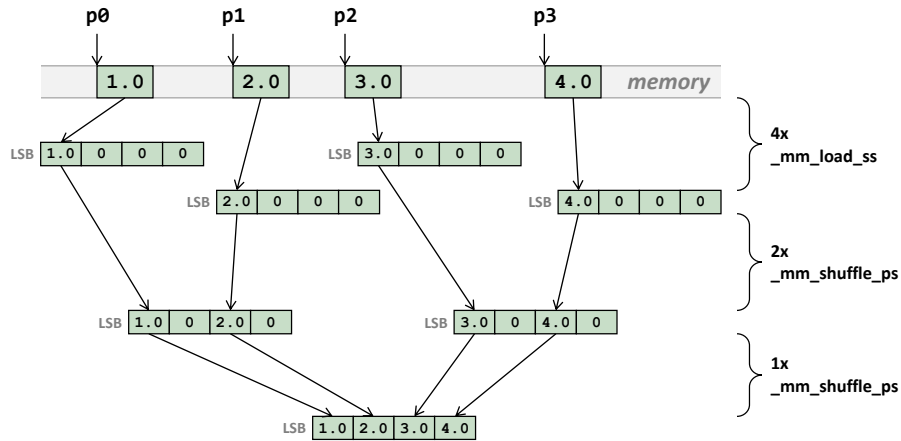 p0 p1 p2 p3
1.0 2.0 3.0 4.0 memory
4x
LSB 1.0 0 0 0 LSB 3.0 0 0 0
_mm_load_ss
LSB 2.0 0 0 0 LSB 4.0 0 0 0
2x
_mm_shuffle_ps
LSB 1.0 0 2.0 0 LSB 3.0 0 4.0 0
1x
_mm_shuffle_ps
LSB 1.0 2.0 3.0 4.0